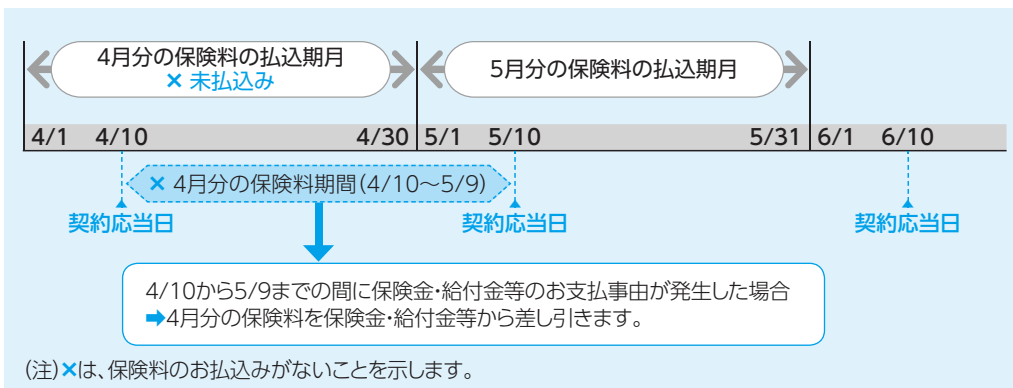 4月分の保険料の払込期月
× 未払込み
5月分の保険料の払込期月
4/1 4/10 4/30 5/1 5/10 5/31 6/1 6/10
× 4月分の保険料期間(4/10〜5/9)
契約応当日 契約応当日 契約応当日
4/10から5/9までの間に保険金・給付金等のお支払事由が発生した場合
➡4月分の保険料を保険金・給付金等から差し引きます。
(注)×は、保険料のお払込みがないことを示します。